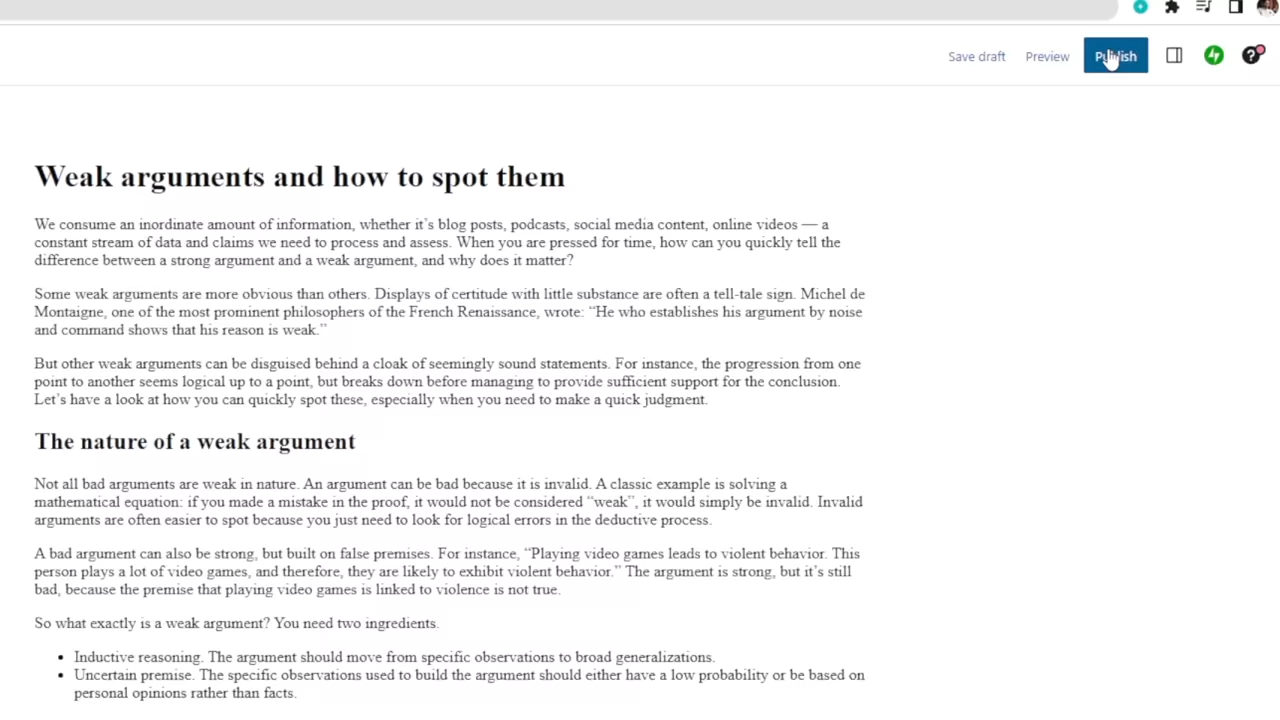 Save draft Preview Publish
Weak arguments and how to spot them
We consume an inordinate amount of information, whether it’s blog posts, podcasts, social media content, online videos — a
constant stream of data and claims we need to process and assess. When you are pressed for time, how can you quickly tell the
difference between a strong argument and a weak argument, and why does it matter?
Some weak arguments are more obvious than others. Displays of certitude with little substance are often a tell-tale sign. Michel de
Montaigne, one of the most prominent philosophers of the French Renaissance, wrote: “He who establishes his argument by noise
and command shows that his reason is weak.”
But other weak arguments can be disguised behind a cloak of seemingly sound statements. For instance, the progression from one
point to another seems logical up to a point, but breaks down before managing to provide sufficient support for the conclusion.
Let’s have a look at how you can quickly spot these, especially when you need to make a quick judgment.
The nature of a weak argument
Not all bad arguments are weak in nature. An argument can be bad because it is invalid. A classic example is solving a
mathematical equation: if you made a mistake in the proof, it would not be considered “weak”, it would simply be invalid. Invalid
arguments are often easier to spot because you just need to look for logical errors in the deductive process.
A bad argument can also be strong, but built on false premises. For instance, “Playing video games leads to violent behavior. This
person plays a lot of video games, and therefore, they are likely to exhibit violent behavior.” The argument is strong, but it’s still
bad, because the premise that playing video games is linked to violence is not true.
So what exactly is a weak argument? You need two ingredients.
• Inductive reasoning. The argument should move from specific observations to broad generalizations.
• Uncertain premise. The specific observations used to build the argument should either have a low probability or be based on
personal opinions rather than facts.